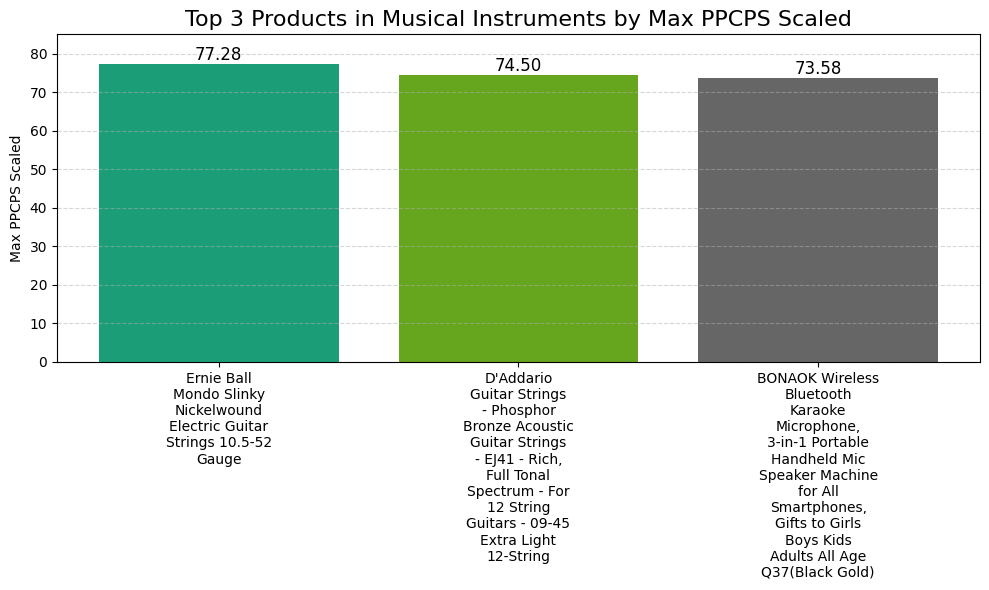 Top 3 Products in Musical Instruments by Max PPCPS Scaled
Max PPCPS Scaled
80
70
60
50
40
30
20
10
0
77.28
74.50
73.58
Ernie Ball
Mondo Slinky
Nickelwound
Electric Guitar
Strings 10.5-52
Gauge
D'Addario
Guitar Strings
- Phosphor
Bronze Acoustic
Guitar Strings
- EJ41 - Rich,
Full Tonal
Spectrum - For
12 String
Guitars - 09-45
Extra Light
12-String
BONAOK Wireless
Bluetooth
Karaoke
Microphone,
3-in-1 Portable
Handheld Mic
Speaker Machine
for All
Smartphones,
Gifts to Girls
Boys Kids
Adults All Age
Q37(Black Gold)